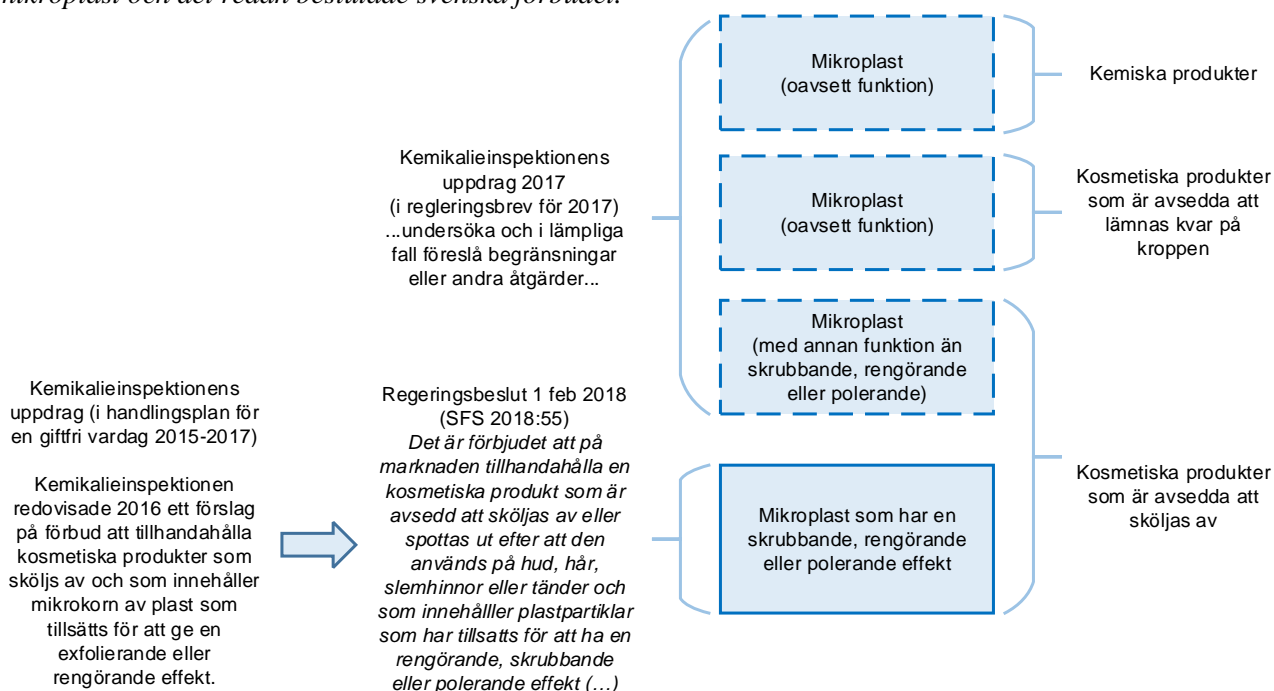 mikroplast och det redan beslutade svenska förbudet.
Kemikalieinspektionens
uppdrag (i handlingsplan för
en giftfri vardag 2015-2017)
Kemikalieinspektionen
redovisade 2016 ett förslag
på förbud att tillhandahålla
kosmetiska produkter som
sköljs av och som innehåller
mikrokorn av plast som
tillsätts för att ge en
exfolierande eller
rengörande effekt.
Kemikalieinspektionens
uppdrag 2017
(i regleringsbrev för 2017)
...undersöka och i lämpliga
fall föreslå begränsningar
eller andra åtgärder...
Regeringsbeslut 1 feb 2018
(SFS 2018:55)
Det är förbjudet att på
marknaden tillhandahålla en
kosmetiska produkt som är
avsedd att sköljas av eller
spottas ut efter att den
används på hud, hår,
slemhinnor eller tänder och
som innehålller plastpartiklar
som har tillsatts för att ha en
rengörande, skrubbande
eller polerande effekt (…)
Mikroplast
(oavsett funktion)
Mikroplast
(oavsett funktion)
Mikroplast
(med annan funktion än
skrubbande, rengörande
eller polerande)
Mikroplast som har en
skrubbande, rengörande
eller polerande effekt
Kemiska produkter
Kosmetiska produkter
som är avsedda att
lämnas kvar på
kroppen
Kosmetiska produkter
som är avsedda att
sköljas av